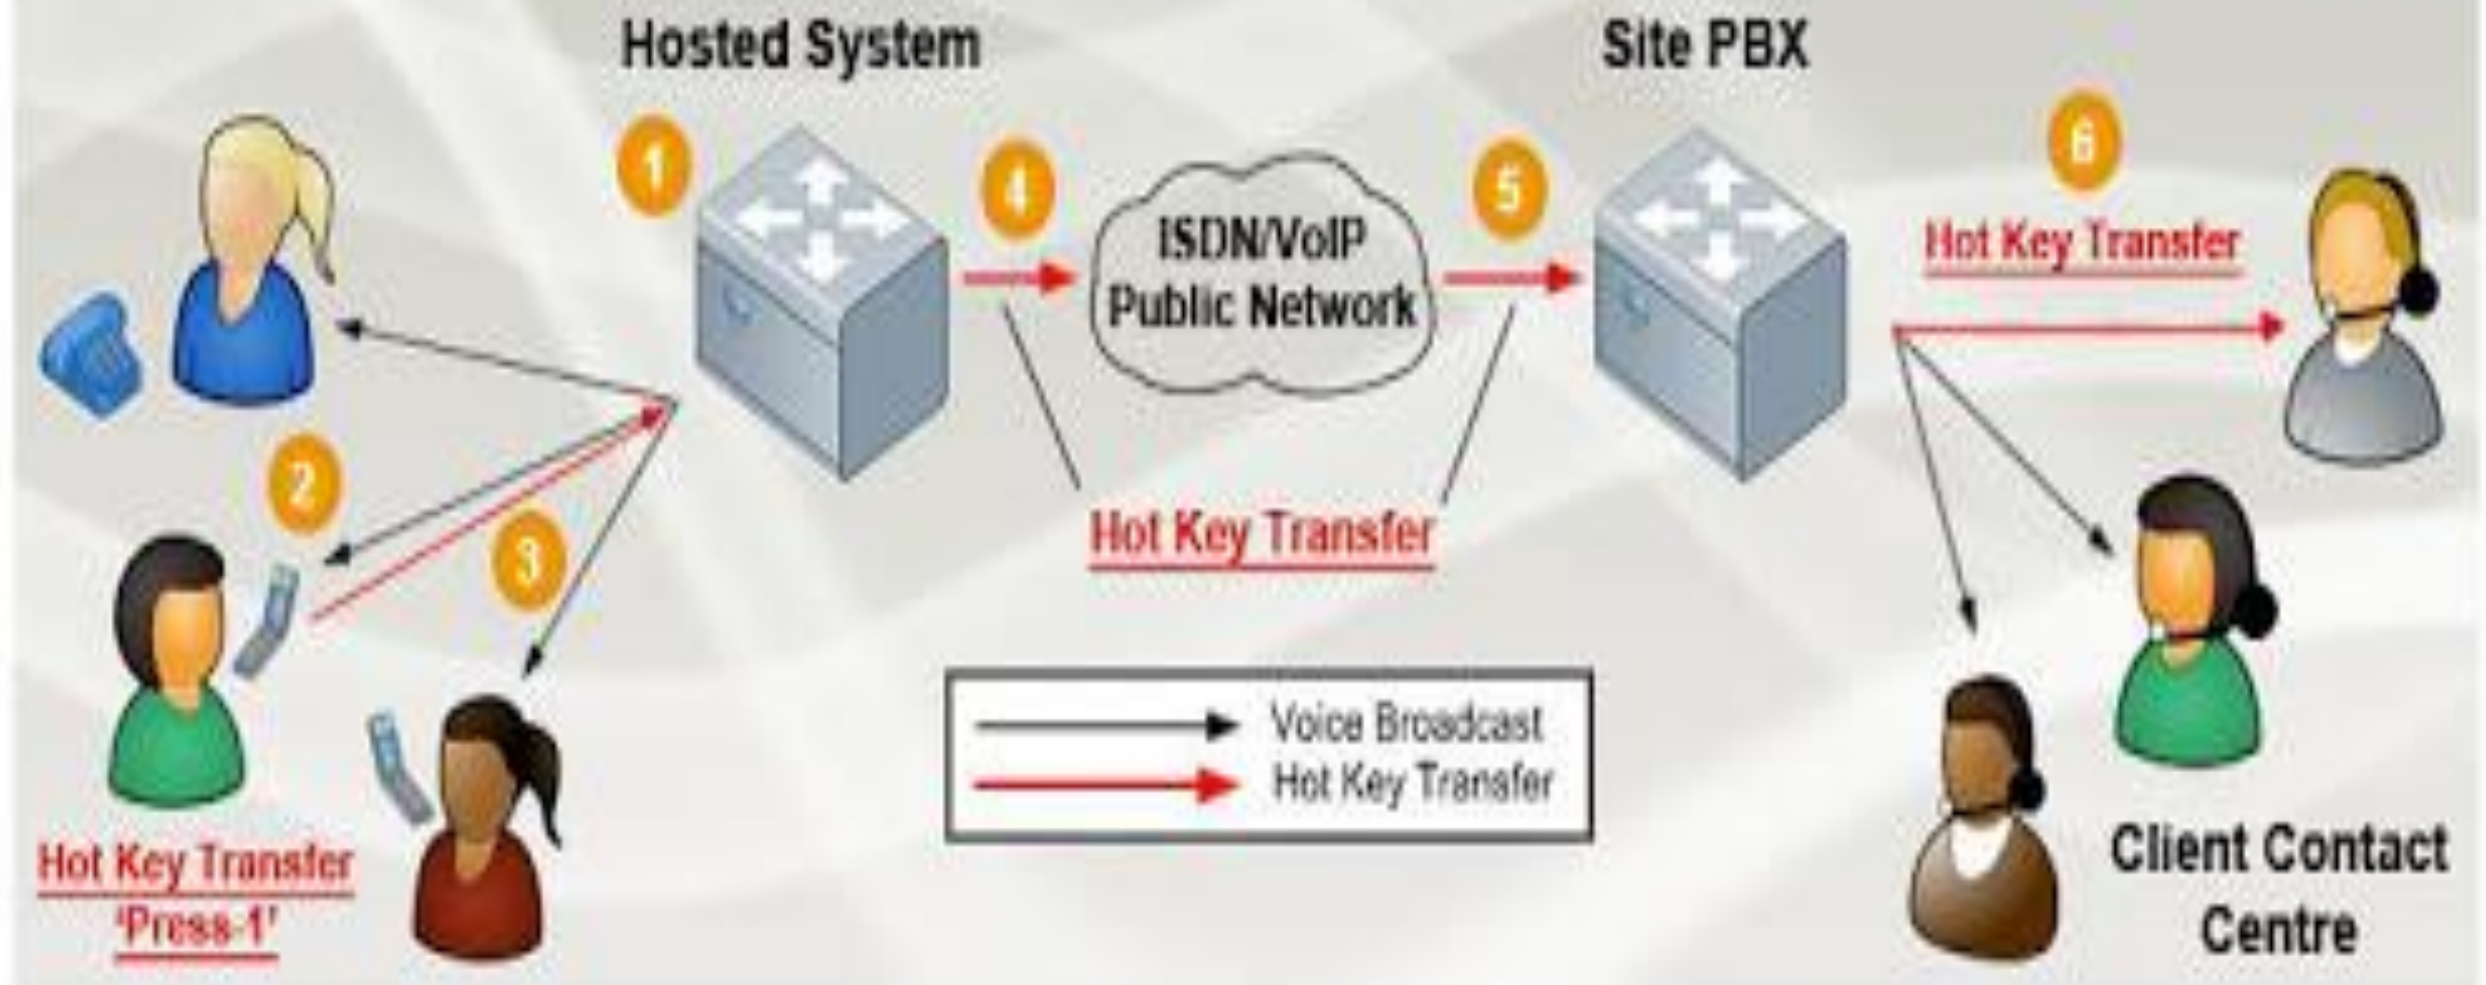 Hosted System
Site PBX
1
4
5
6
ISDN/VoIP
Public Network
Hot Key Transfer
2
3
Hot Key Transfer
Voice Broadcast
Hot Key Transfer
Hot Key Transfer
'Press-1'
Client Contact
Centre